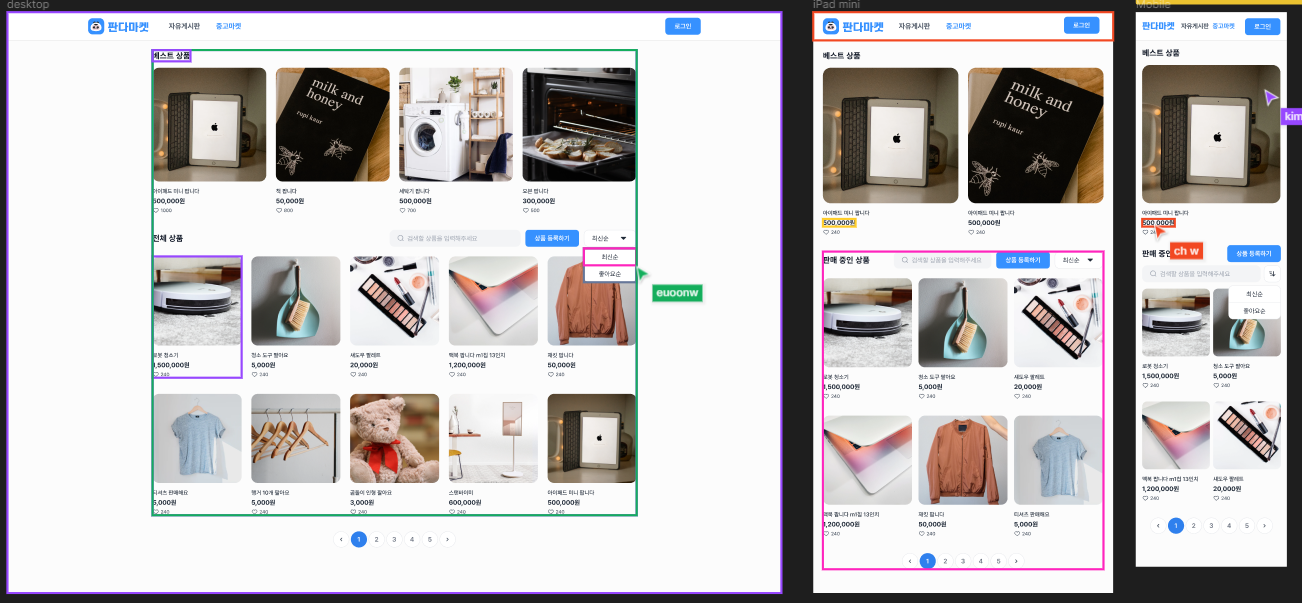 desktop
판다마켓 자유게시판 중고마켓 로그인
베스트 상품
아이패드 미니 팝니다
500,000원
1000
책 팝니다
50,000원
800
세탁기 팝니다
500,000원
700
오븐 팝니다
300,000원
500
전체 상품 검색할 상품을 입력해주세요 상품 등록하기 최신순
최신순
좋아요순
euoonw
로봇 청소기
1,500,000원
240
청소 도구 팔아요
5,000원
240
섀도우 팔레트
20,000원
240
맥북 팝니다 m1칩 13인치
1,200,000원
240
재킷 팝니다
50,000원
240
티셔츠 판매해요
5,000원
240
행거 10개 팔아요
5,000원
240
곰돌이 인형 팔아요
3,000원
240
스탠바이미
600,000원
240
아이패드 미니 팝니다
500,000원
240
1 2 3 4 5
iPad mini
판다마켓 자유게시판 중고마켓 로그인
베스트 상품
milk and
honey
rupi kaur
아이패드 미니 팝니다
500,000원
240
아이패드 미니 팝니다
500,000원
240
판매 중인 상품 검색할 상품을 입력해주세요 상품 등록하기 최신순
로봇 청소기
1,500,000원
240
청소 도구 팔아요
5,000원
240
섀도우 팔레트
20,000원
240
맥북 팝니다 m1칩 13인치
1,200,000원
240
재킷 팝니다
50,000원
240
티셔츠 판매해요
5,000원
240
1 2 3 4 5
Mobile
판다마켓 자유게시판 중고마켓 로그인
베스트 상품
kim
아이패드 미니 팝니다
500,000원
ch w
판매 중인 상품 등록하기
검색할 상품을 입력해주세요
최신순
좋아요순
로봇 청소기
1,500,000원
240
청소 도구 팔아요
5,000원
240
맥북 팝니다 m1칩 13인치
1,200,000원
240
섀도우 팔레트
20,000원
240
1 2 3 4 5